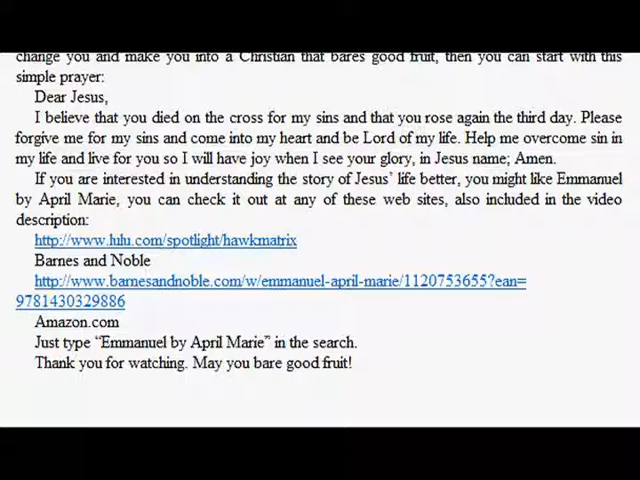 change you and make you into a Christian that bares good fruit, then you can start with this
simple prayer:
Dear Jesus,
I believe that you died on the cross for my sins and that you rose again the third day. Please
forgive me for my sins and come into my heart and be Lord of my life. Help me overcome sin in
my life and live for you so I will have joy when I see your glory, in Jesus name; Amen.
If you are interested in understanding the story of Jesus’ life better, you might like Emmanuel
by April Marie, you can check it out at any of these web sites, also included in the video
description:
http://www.lulu.com/spotlight/hawkmatrix
Barnes and Noble
http://www.barnesandnoble.com/w/emmanuel-april-marie/1120753655?ean=
9781430329886
Amazon.com
Just type “Emmanuel by April Marie” in the search.
Thank you for watching. May you bare good fruit!